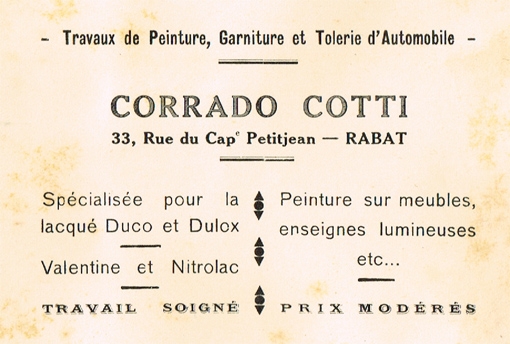 - Travaux de Peinture, Garniture et Tolerie d'Automobile -
CORRADO COTTI
33, Rue du Cape Petitjean — RABAT
Spécialisée pour la
lacqué Duco et Dulox
Valentine et Nitrolac
Peinture sur meubles,
enseignes lumineuses
etc...
TRAVAIL SOIGNÉ
PRIX MODÉRÉS